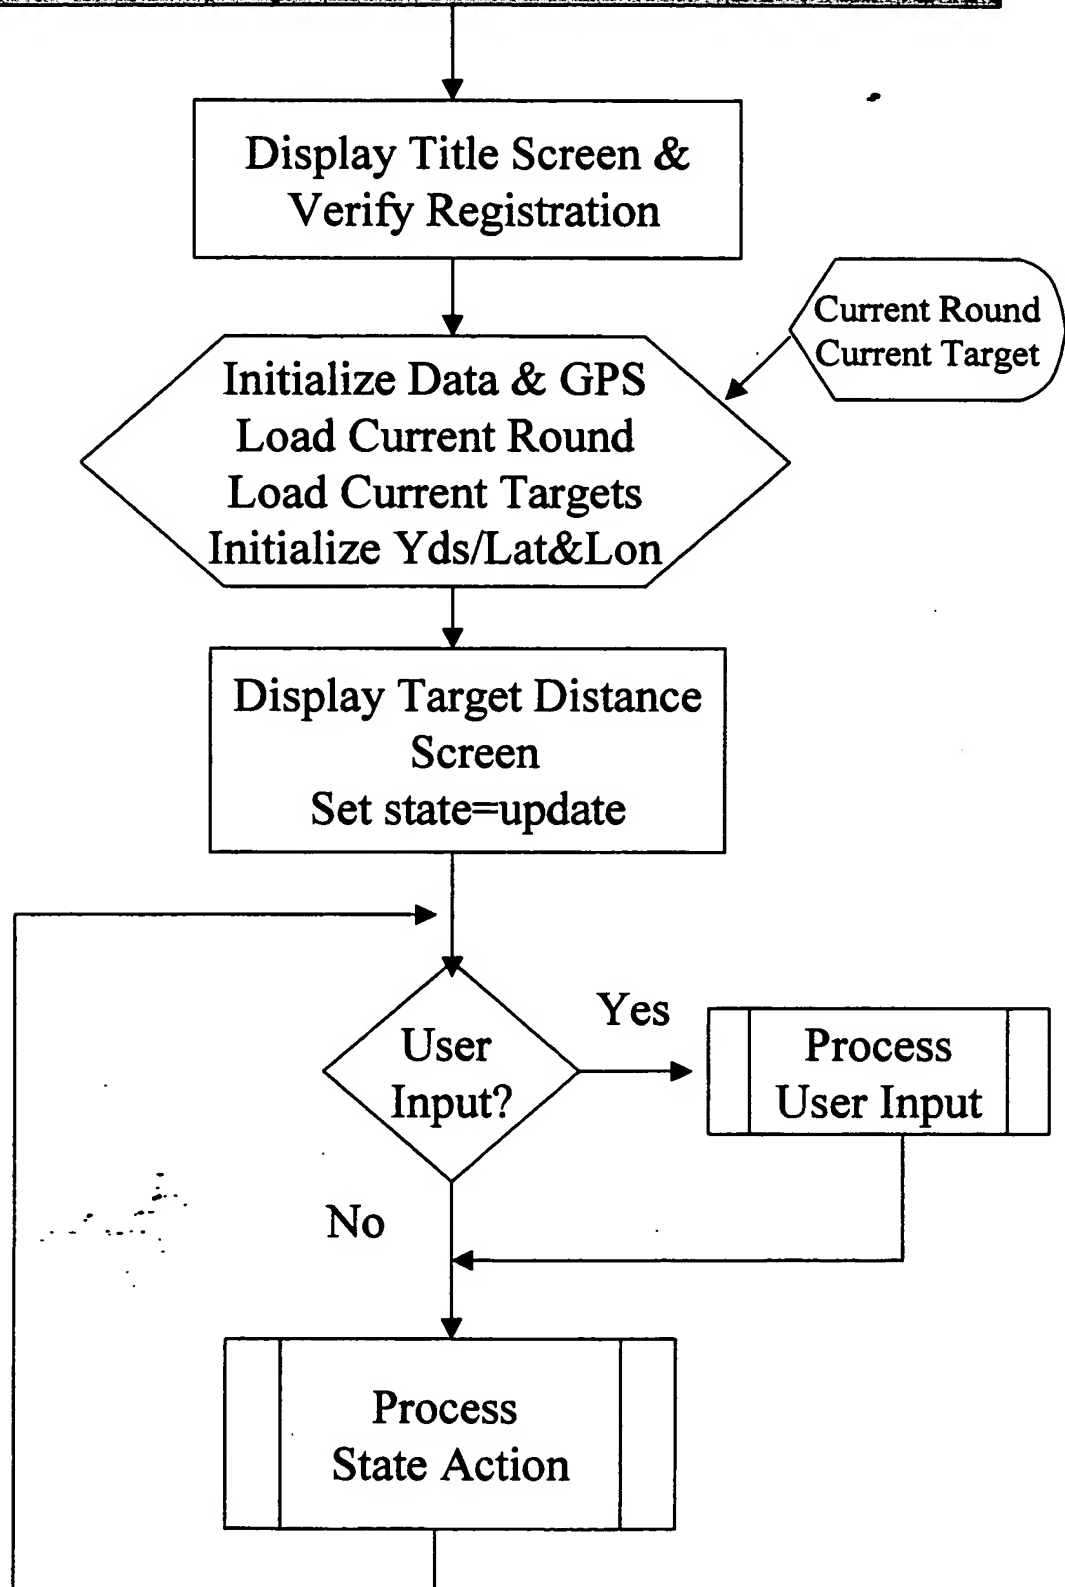 Display Title Screen &
Verify Registration
Current Round
Current Target
Initialize Data & GPS
Load Current Round
Load Current Targets
Initialize Yds/Lat&Lon
Display Target Distance
Screen
Set state=update
User
Input?
Yes
Process
User Input
No
Process
State Action